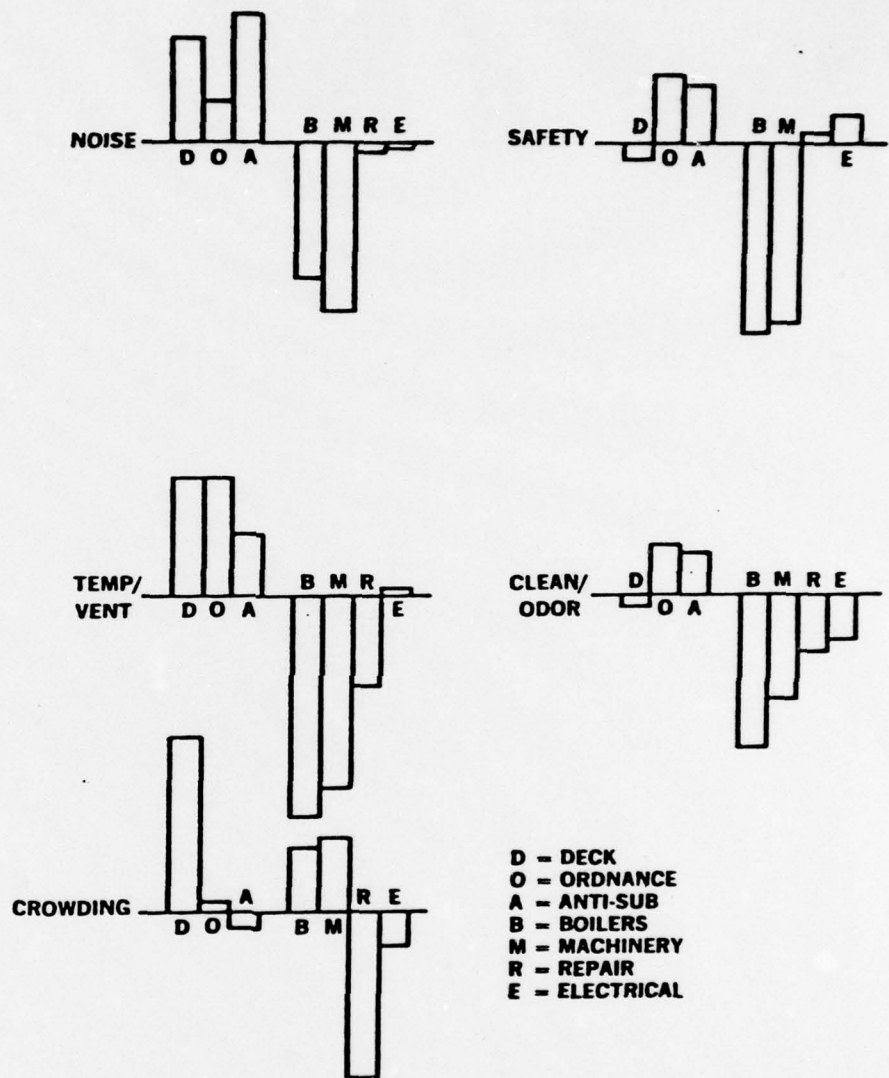 B M R E
NOISE
D O A
D B M
SAFETY
O A E
B M R
TEMP/
VENT
D O A E
D B M R E
CLEAN/
ODOR
O A
A R E
CROWDING
D O B M
D = DECK
O = ORDNANCE
A = ANTI-SUB
B = BOILERS
M = MACHINERY
R = REPAIR
E = ELECTRICAL